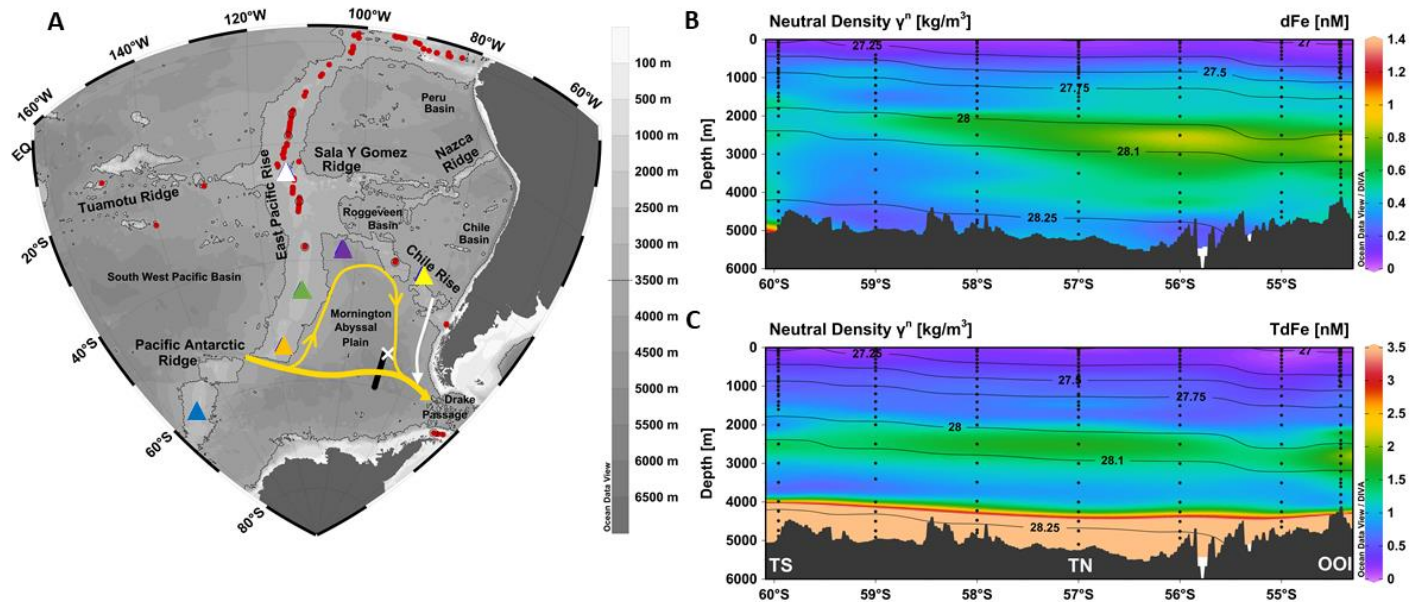 A
160°W
140°W
120°W
100°W
80°W
60°W
EQ
20°S
40°S
60°S
80°S
Peru
Basin
Nazca
Ridge
Sala Y Gomez
Ridge
East Pacific Rise
Tuamotu Ridge
Roggeveen
Basin
Chile
Basin
South West Pacific Basin
Chile Rise
Mornington
Abyssal
Plain
Pacific Antarctic
Ridge
Drake
Passage
100 m
500 m
1000 m
2000 m
2500 m
3000 m
3500 m
4000 m
4500 m
5000 m
5500 m
6000 m
6500 m
Ocean Data View
B
Neutral Density γⁿ [kg/m³]
dFe [nM]
Depth [m]
0
1000
2000
3000
4000
5000
6000
27.25
27
27.5
27.75
28
28.1
28.25
60°S
59°S
58°S
57°S
56°S
55°S
Ocean Data View / DIVA
1.4
1.2
1
0.8
0.6
0.4
0.2
0
C
Neutral Density γⁿ [kg/m³]
TdFe [nM]
Depth [m]
0
1000
2000
3000
4000
5000
6000
27.25
27
27.5
27.75
28
28.1
28.25
TS
TN
OOI
60°S
59°S
58°S
57°S
56°S
55°S
Ocean Data View / DIVA
3.5
3
2.5
2
1.5
1
0.5
0